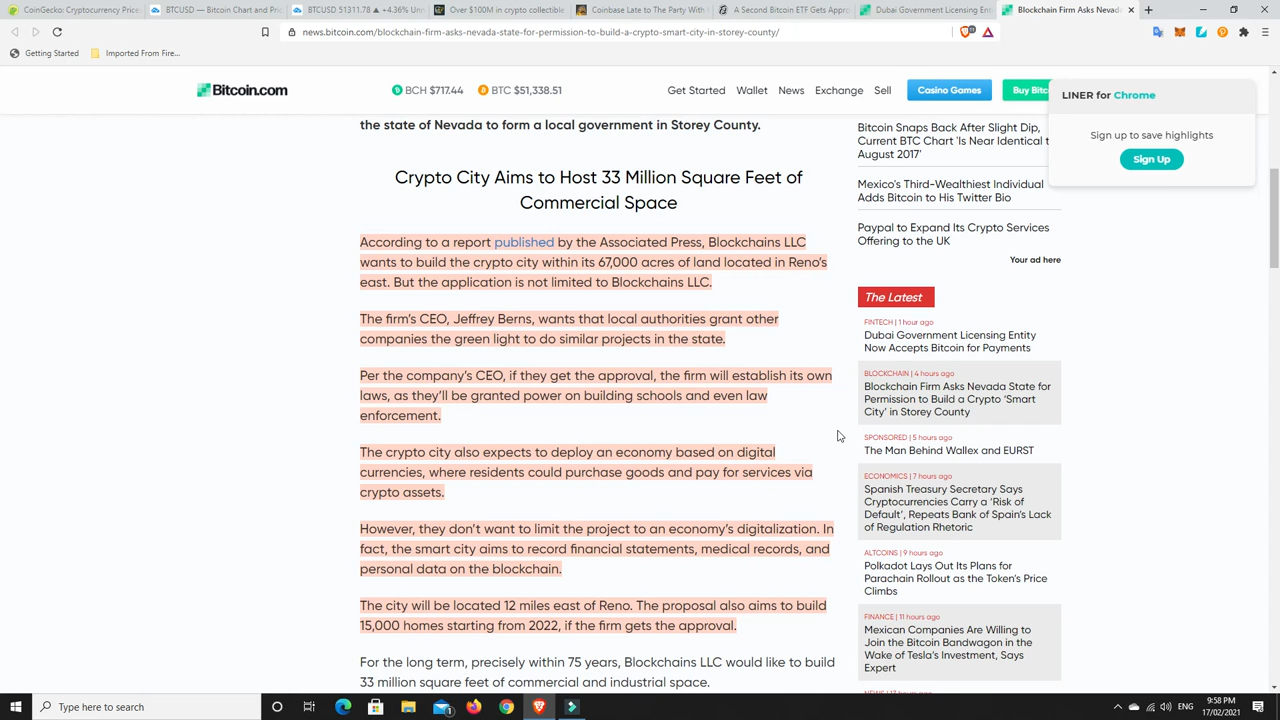 CoinGecko: Cryptocurrency Price
BTCUSD — Bitcoin Chart and Pri
BTCUSD 51311.78 ▲ +4.36% Un
Over $100M in crypto collectible
Coinbase Late to The Party With
A Second Bitcoin ETF Gets Appro
Dubai Government Licensing Ent
Blockchain Firm Asks Nevada
news.bitcoin.com/blockchain-firm-asks-nevada-state-for-permission-to-build-a-crypto-smart-city-in-storey-county/
Getting Started
Imported From Fire...
Bitcoin.com
BCH $717.44
BTC $51,338.51
Get Started
Wallet
News
Exchange
Sell
Casino Games
Buy Bitc
LINER for Chrome
Sign up to save highlights
Sign Up
the state of Nevada to form a local government in Storey County.
Crypto City Aims to Host 33 Million Square Feet of
Commercial Space
According to a report published by the Associated Press, Blockchains LLC
wants to build the crypto city within its 67,000 acres of land located in Reno's
east. But the application is not limited to Blockchains LLC.
The firm's CEO, Jeffrey Berns, wants that local authorities grant other
companies the green light to do similar projects in the state.
Per the company's CEO, if they get the approval, the firm will establish its own
laws, as they'll be granted power on building schools and even law
enforcement.
The crypto city also expects to deploy an economy based on digital
currencies, where residents could purchase goods and pay for services via
crypto assets.
However, they don't want to limit the project to an economy's digitalization. In
fact, the smart city aims to record financial statements, medical records, and
personal data on the blockchain.
The city will be located 12 miles east of Reno. The proposal also aims to build
15,000 homes starting from 2022, if the firm gets the approval.
For the long term, precisely within 75 years, Blockchains LLC would like to build
33 million square feet of commercial and industrial space.
Bitcoin Snaps Back After Slight Dip,
Current BTC Chart 'Is Near Identical t
August 2017'
Mexico's Third-Wealthiest Individual
Adds Bitcoin to His Twitter Bio
Paypal to Expand Its Crypto Services
Offering to the UK
Your ad here
The Latest
FINTECH | 1 hour ago
Dubai Government Licensing Entity
Now Accepts Bitcoin for Payments
BLOCKCHAIN | 4 hours ago
Blockchain Firm Asks Nevada State for
Permission to Build a Crypto 'Smart
City' in Storey County
SPONSORED | 5 hours ago
The Man Behind Wallex and EURST
ECONOMICS | 7 hours ago
Spanish Treasury Secretary Says
Cryptocurrencies Carry a 'Risk of
Default', Repeats Bank of Spain's Lack
of Regulation Rhetoric
ALTCOINS | 9 hours ago
Polkadot Lays Out Its Plans for
Parachain Rollout as the Token's Price
Climbs
FINANCE | 11 hours ago
Mexican Companies Are Willing to
Join the Bitcoin Bandwagon in the
Wake of Tesla's Investment, Says
Expert
Type here to search
9:58 PM
17/02/2021